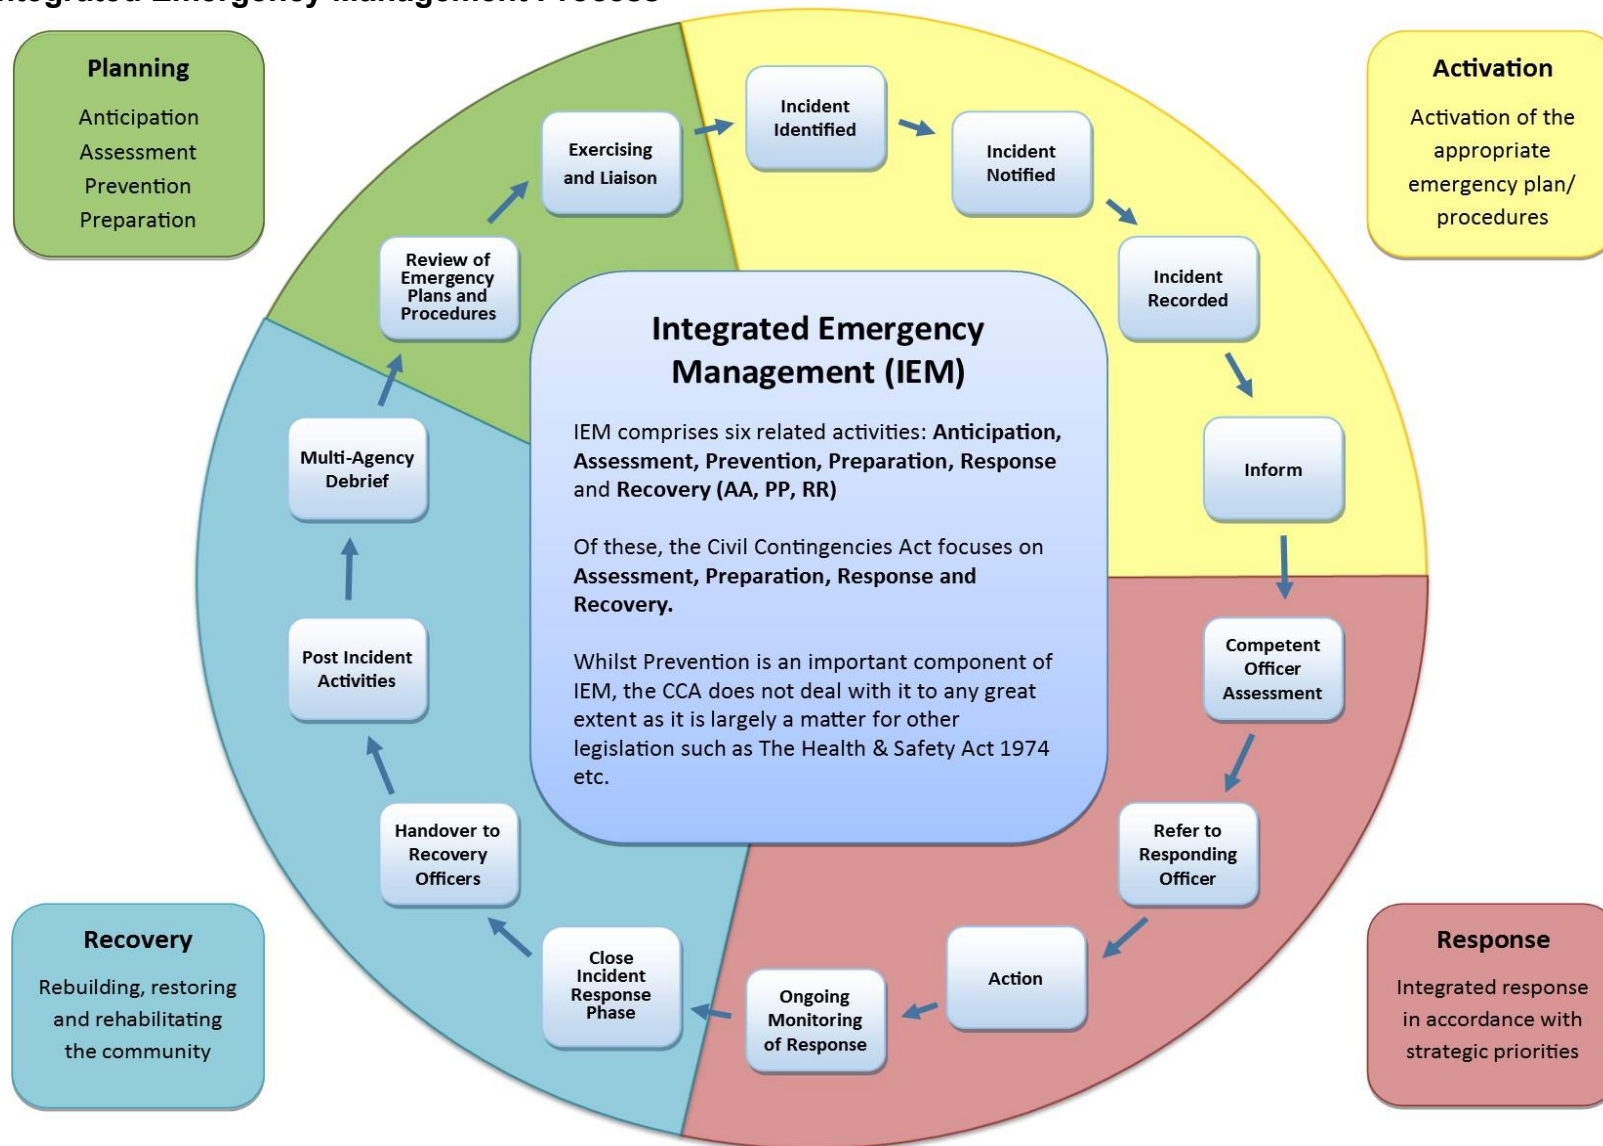 Integrated Emergency Management Process
Planning
Anticipation
Assessment
Prevention
Preparation
Activation
Activation of the
appropriate
emergency plan/
procedures
Exercising
and Liaison
Incident
Identified
Incident
Notified
Incident
Recorded
Inform
Competent
Officer
Assessment
Refer to
Responding
Officer
Action
Ongoing
Monitoring
of Response
Close
Incident
Response
Phase
Handover to
Recovery
Officers
Post Incident
Activities
Multi-Agency
Debrief
Review of
Emergency
Plans and
Procedures
Integrated Emergency
Management (IEM)
IEM comprises six related activities: Anticipation,
Assessment, Prevention, Preparation, Response
and Recovery (AA, PP, RR)
Of these, the Civil Contingencies Act focuses on
Assessment, Preparation, Response and
Recovery.
Whilst Prevention is an important component of
IEM, the CCA does not deal with it to any great
extent as it is largely a matter for other
legislation such as The Health & Safety Act 1974
etc.
Recovery
Rebuilding, restoring
and rehabilitating
the community
Response
Integrated response
in accordance with
strategic priorities